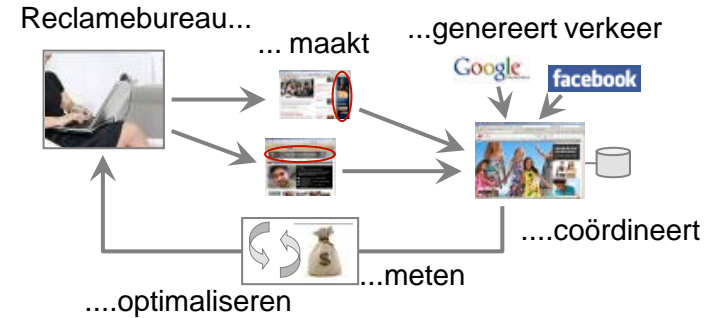 Reclamebureau...
... maakt
...genereert verkeer
Google
facebook
$
....coördineert
...meten
....optimaliseren